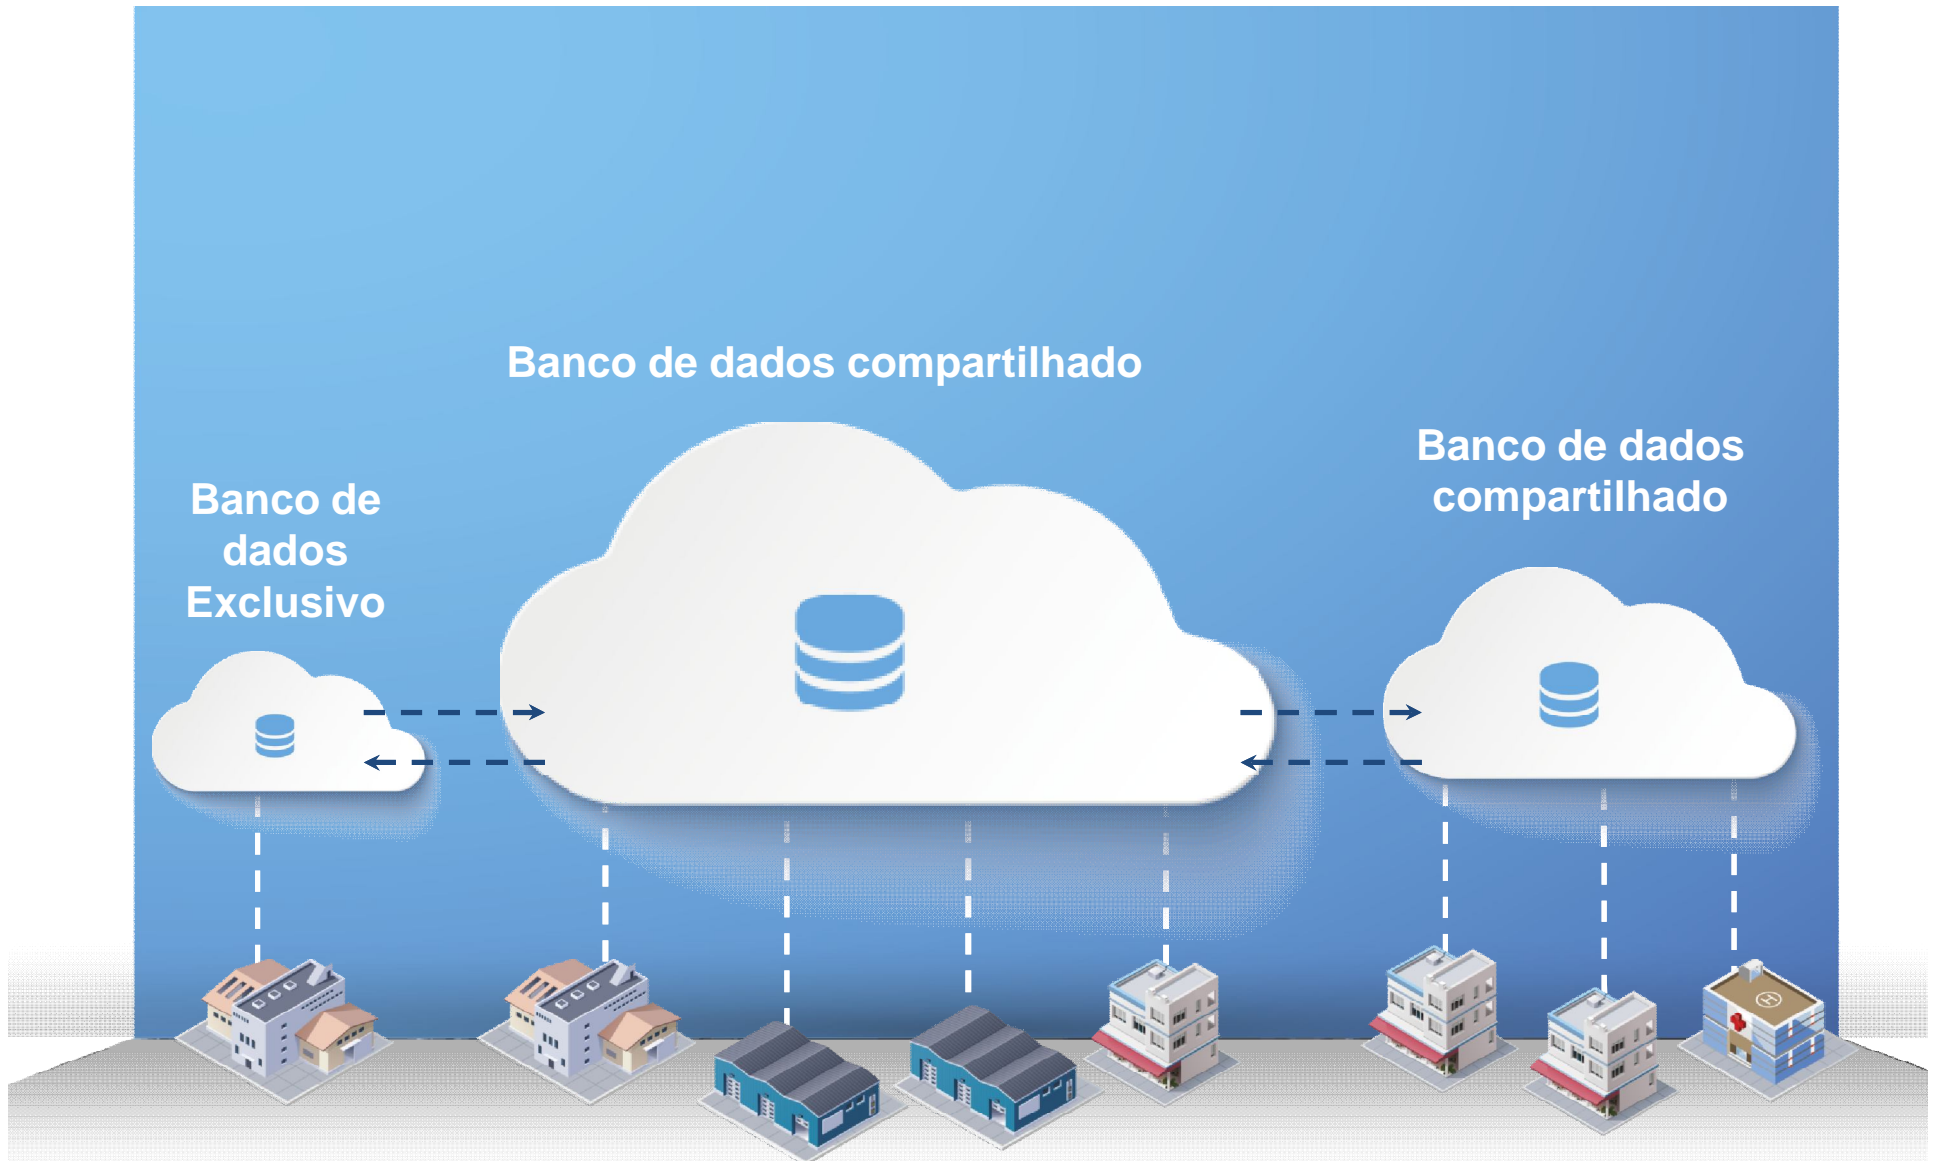 Banco de dados compartilhado
Banco de dados
compartilhado
Banco de
dados
Exclusivo
H